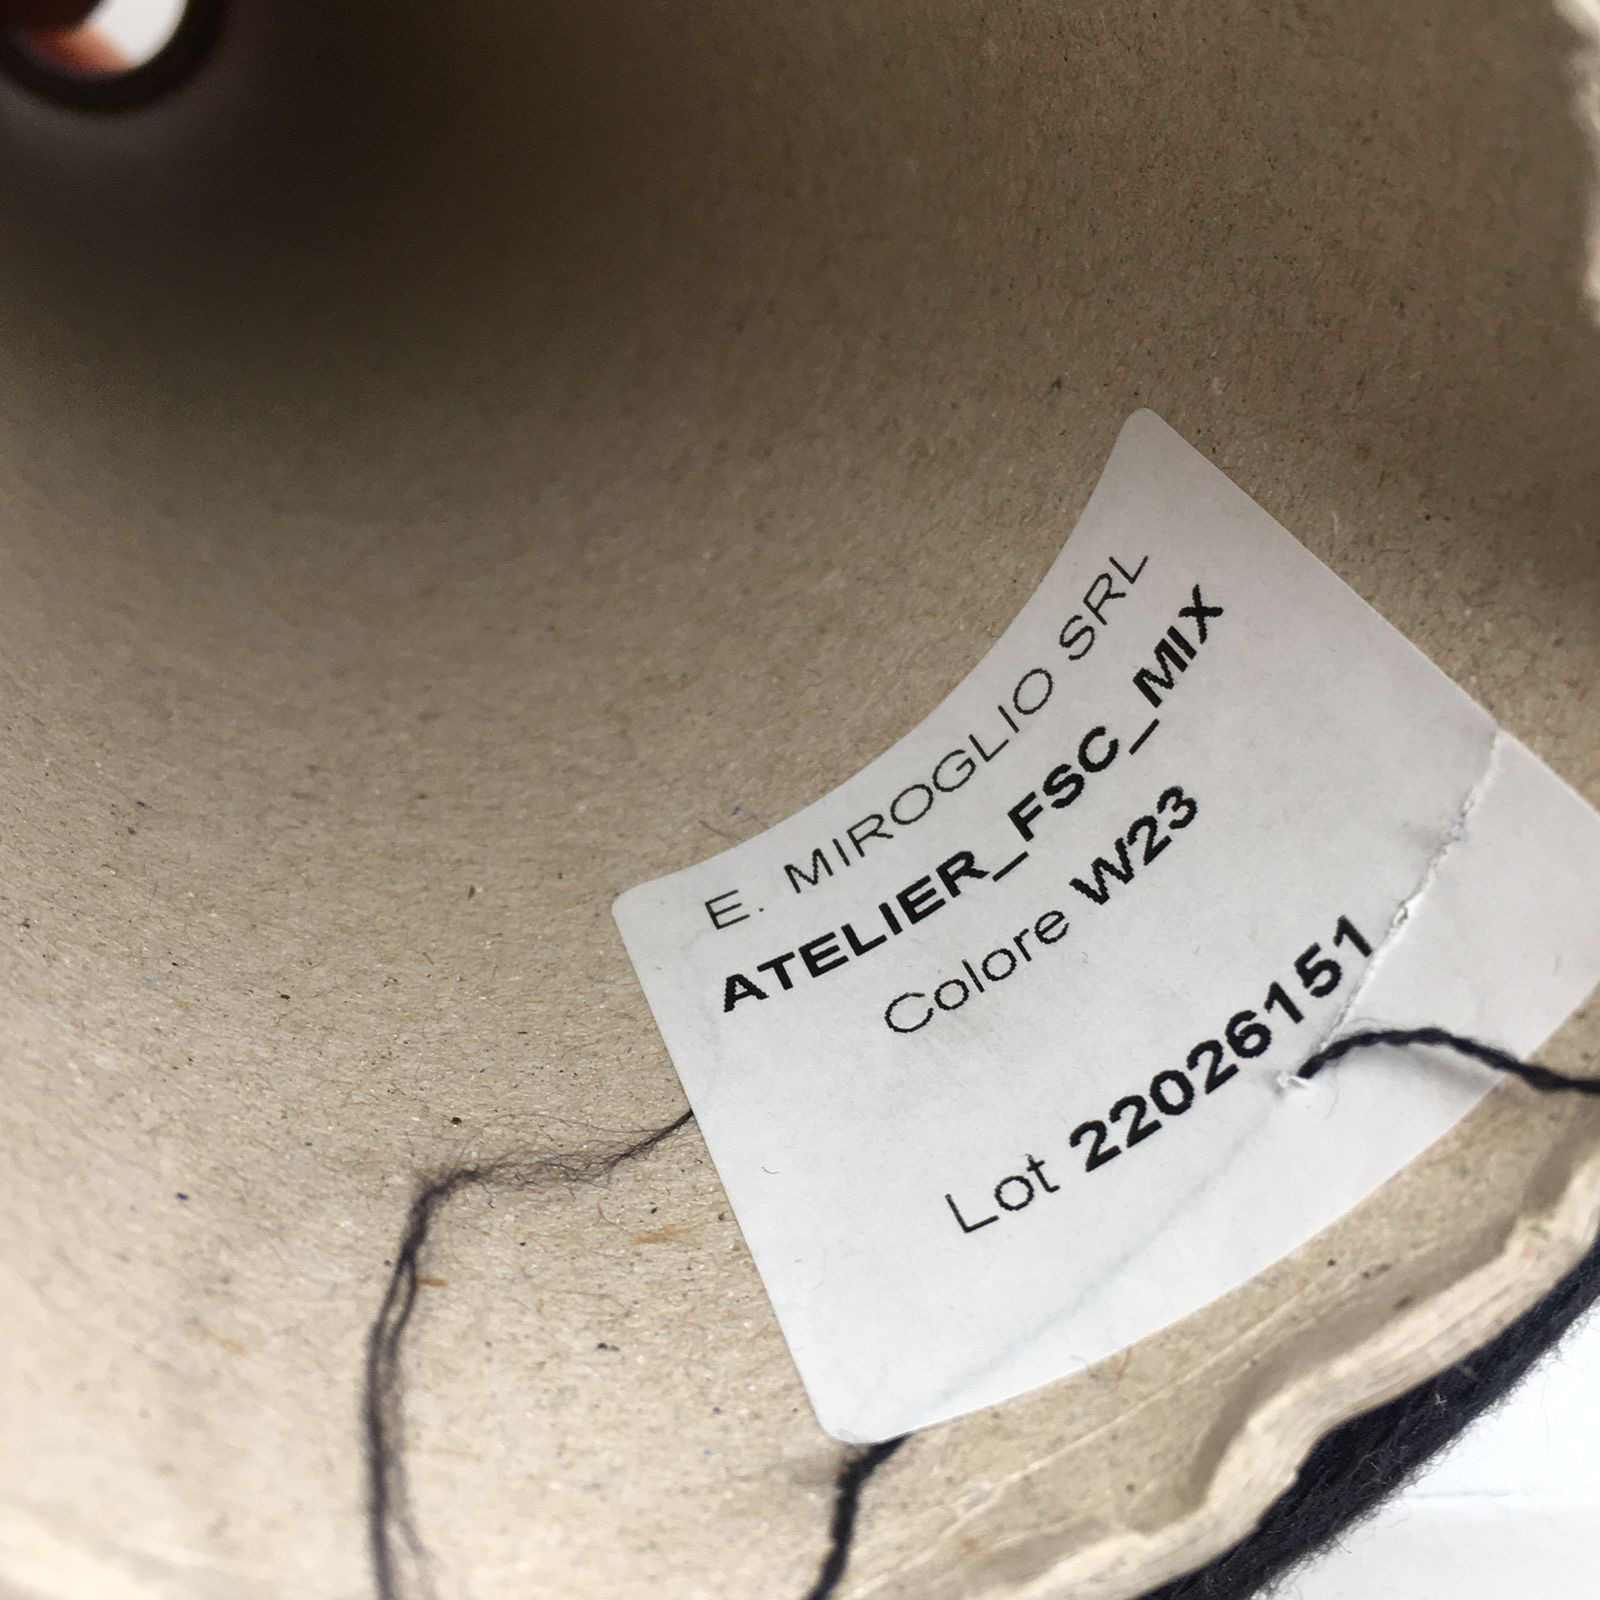 E. MIROGLIO SRL
ATELIER_FSC_MIX
Colore W23
Lot 22026151